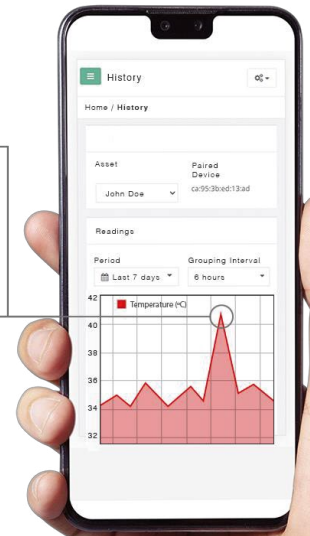 History
Home / History
Asset
Paired
Device
John Doe
ca:95:3b:ed:13:ad
Readings
Period
Grouping Interval
Last 7 days
6 hours
Temperature (ºC)
42
40
38
36
34
32